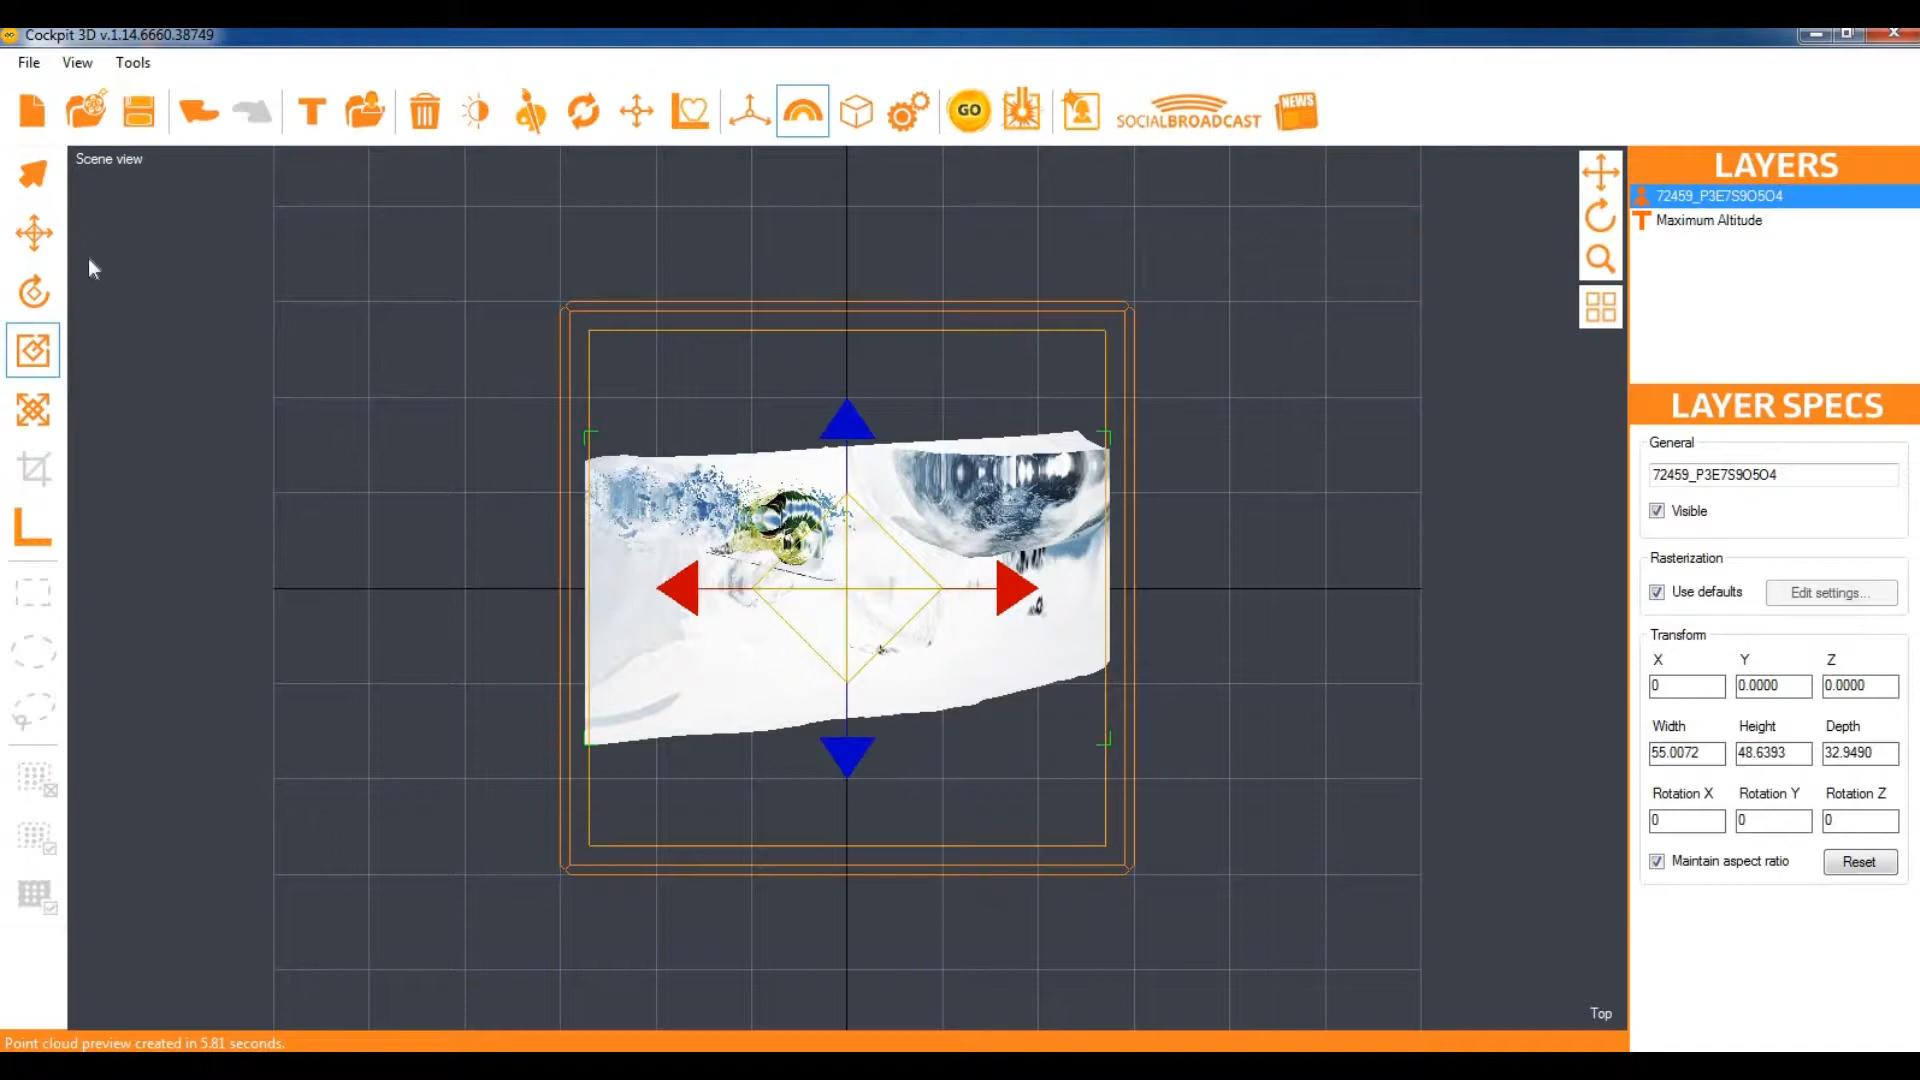 Cockpit 3D v.1.14.6660.38749
File View Tools
GO
SOCIALBROADCAST
NEWS
Scene view
LAYERS
72459_P3E7S9O5O4
Maximum Altitude
LAYER SPECS
General
72459_P3E7S9O5O4
Visible
Rasterization
Use defaults
Edit settings...
Transform
X Y Z
0 0.0000 0.0000
Width Height Depth
55.0072 48.6393 32.9490
Rotation X Rotation Y Rotation Z
0 0 0
Maintain aspect ratio
Reset
Top
Point cloud preview created in 5.81 seconds.